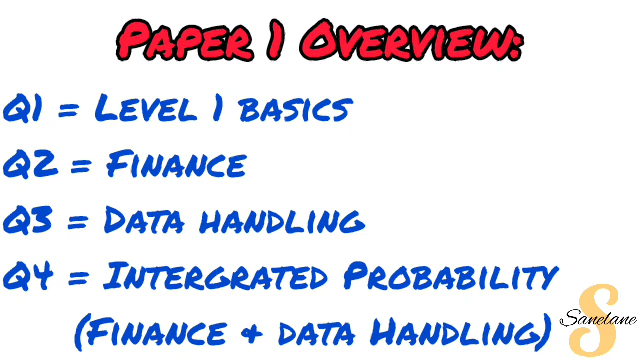 Paper 1 Overview:
Q1 = Level 1 basics
Q2 = Finance
Q3 = Data handling
Q4 = Intergrated Probability
(Finance & data Handling)
S
Sanelane